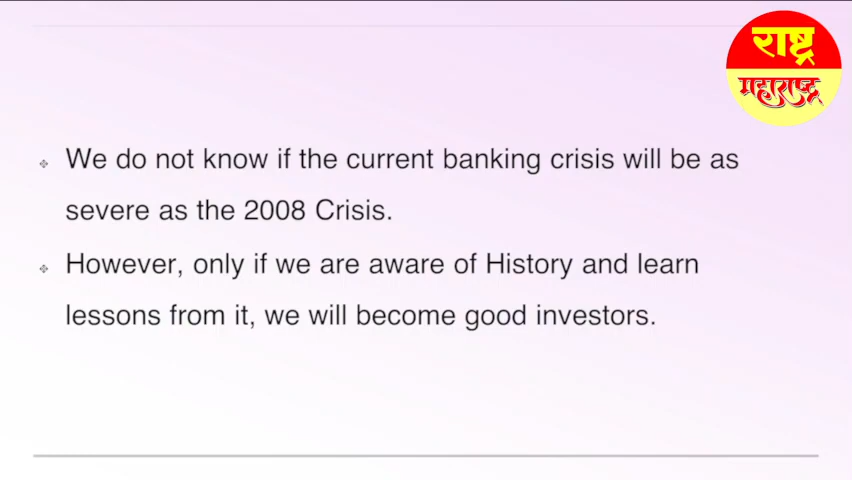 राष्ट्र
महाराष्ट्र
We do not know if the current banking crisis will be as
severe as the 2008 Crisis.
However, only if we are aware of History and learn
lessons from it, we will become good investors.